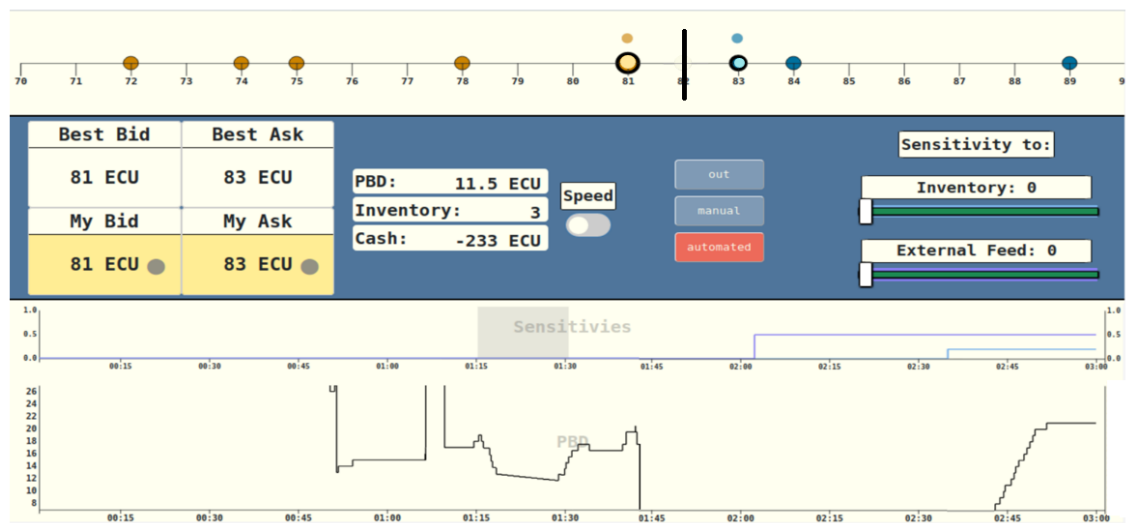 70 71 72 73 74 75 76 77 78 79 80 81 82 83 84 85 86 87 88 89 9
Best Bid Best Ask
81 ECU 83 ECU
My Bid My Ask
81 ECU 83 ECU
PBD: 11.5 ECU
Inventory: 3
Cash: -233 ECU
Speed
out
manual
automated
Sensitivity to:
Inventory: 0
External Feed: 0
Sensitivies
1.0 1.0
0.5 0.5
0.0 0.0
00:15 00:30 00:45 01:00 01:15 01:30 01:45 02:00 02:15 02:30 02:45 03:00
PBD
26
24
22
20
18
16
14
12
10
8
00:15 00:30 00:45 01:00 01:15 01:30 01:45 02:00 02:15 02:30 02:45 03:00